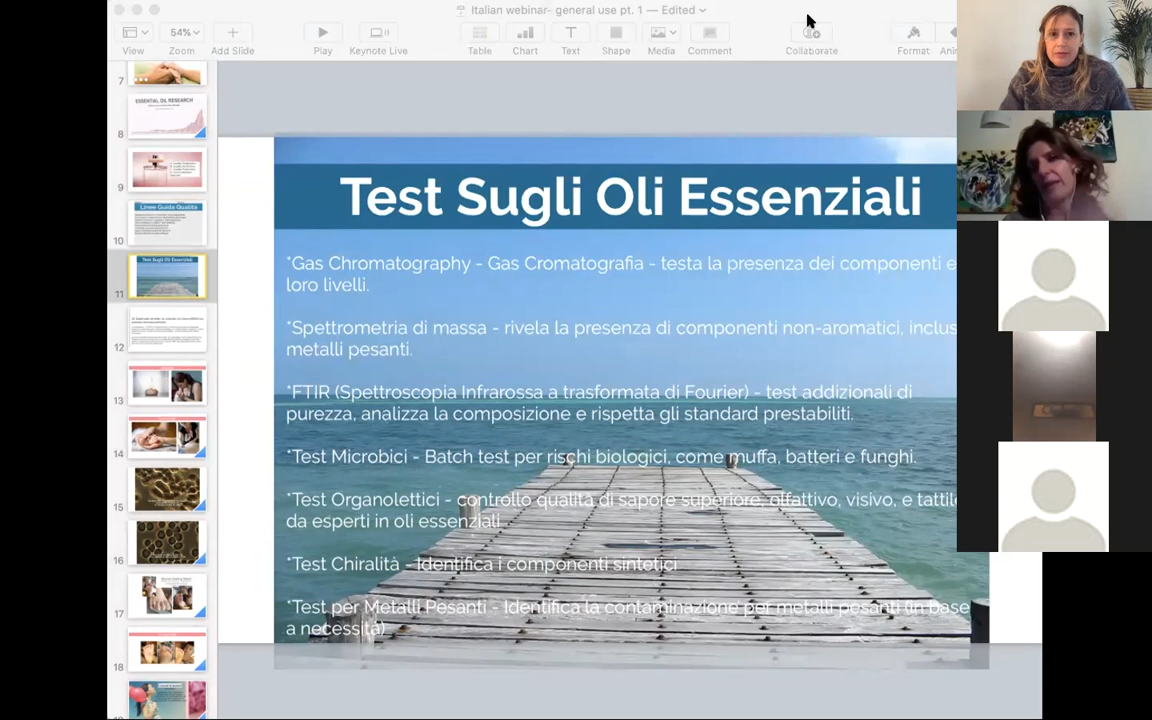 Italian webinar- general use pt. 1 — Edited
54%
View
Zoom
Add Slide
Play
Keynote Live
Table
Chart
Text
Shape
Media
Comment
Collaborate
Format
7
ESSENTIAL OIL RESEARCH
8
9
Linee Guida Qualità
10
Test Sugli Oli Essenziali
11
12
13
14
15
16
17
18
Test Sugli Oli Essenziali
*Gas Chromatography - Gas Cromatografia - testa la presenza dei componenti e
loro livelli.
*Spettrometria di massa - rivela la presenza di componenti non-aromatici, inclus
metalli pesanti.
*FTIR (Spettroscopia Infrarossa a trasformata di Fourier) - test addizionali di
purezza, analizza la composizione e rispetta gli standard prestabiliti.
*Test Microbici - Batch test per rischi biologici, come muffa, batteri e funghi.
*Test Organolettici - controllo qualità di sapore superiore, olfattivo, visivo, e tattile
da esperti in oli essenziali
*Test Chiralità - Identifica i componenti sintetici
*Test per Metalli Pesanti - Identifica la contaminazione per metalli pesanti (in base
a necessità)